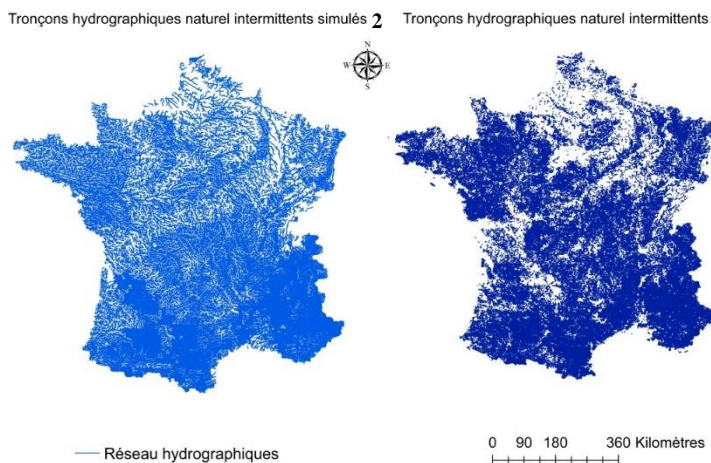 Tronçons hydrographiques naturel intermittents simulés 2
Tronçons hydrographiques naturel intermittents
N
W E
S
Réseau hydrographiques
0 90 180 360 Kilomètres